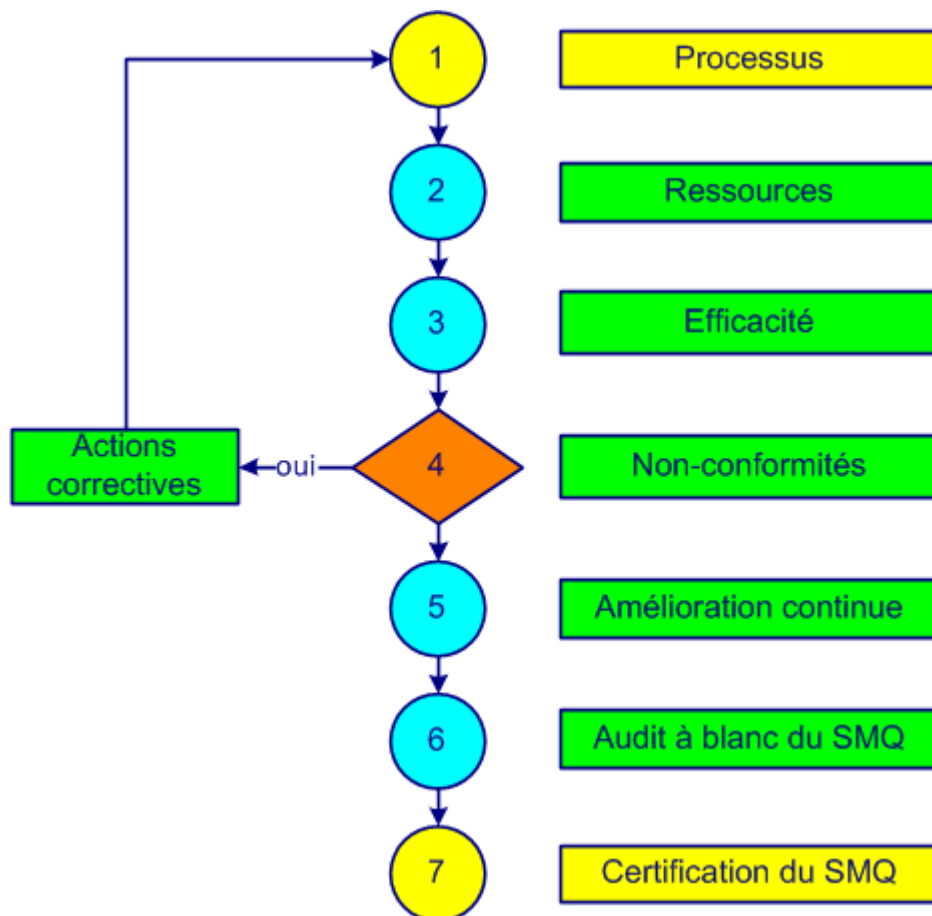 1
Processus
2
Ressources
3
Efficacité
Actions
correctives
oui
4
Non-conformités
5
Amélioration continue
6
Audit à blanc du SMQ
7
Certification du SMQ